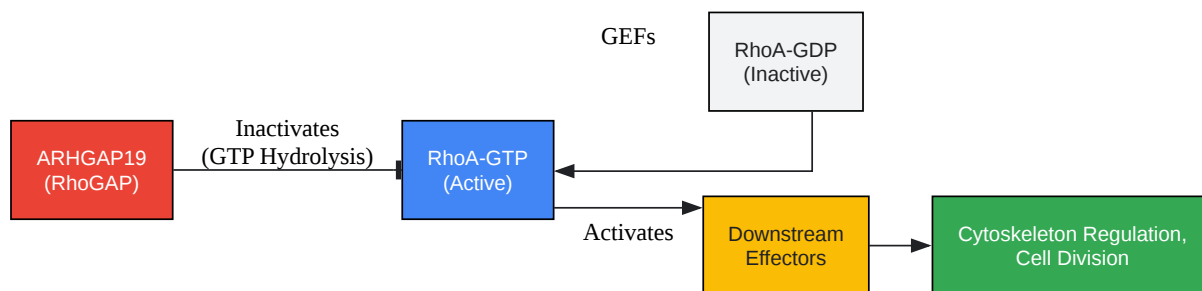 GEFs
RhoA-GDP
(Inactive)
ARHGAP19
(RhoGAP)
Inactivates
(GTP Hydrolysis)
RhoA-GTP
(Active)
Activates
Downstream
Effectors
Cytoskeleton Regulation,
Cell Division